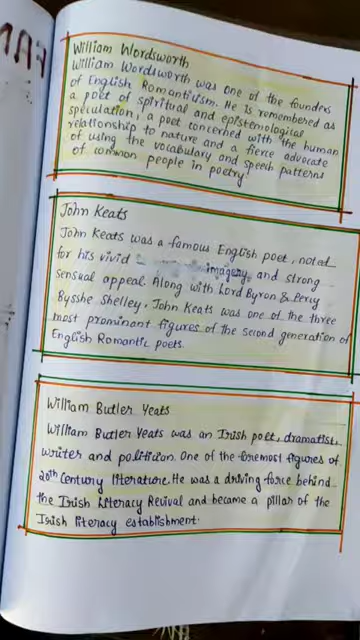 William Wordsworth
William Wordsworth was one of the founders
of English Romanticism. He is remembered as
a poet of spiritual and epistemological
speculation, a poet concerned with the human
relationship to nature and a fierce advocate
of using the vocabulary and speech patterns
of common people in poetry.
John Keats
John Keats was a famous English poet, noted
for his vivid imagery and strong
sensual appeal. Along with Lord Byron & Percy
Bysshe Shelley, John Keats was one of the three
most prominant figures of the second generation of
English Romantic poets.
William Butler Yeats
William Butler Yeats was an Irish poet, dramatist,
writer and politician. One of the foremost figures of
20th Century literature. He was a driving force behind
the Irish Literacy Revival and became a pillar of the
Irish literacy establishment.